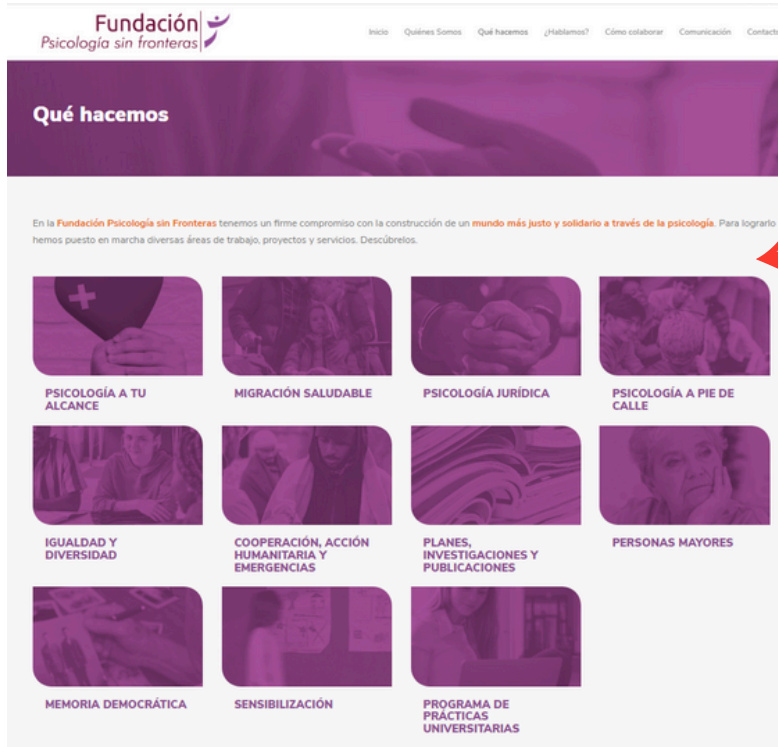 Fundación
Psicología sin fronteras
Inicio Quiénes Somos Qué hacemos ¿Hablamos? Cómo colaborar Comunicación Contacto
Qué hacemos
En la Fundación Psicología sin Fronteras tenemos un firme compromiso con la construcción de un mundo más justo y solidario a través de la psicología. Para lograrlo
hemos puesto en marcha diversas áreas de trabajo, proyectos y servicios. Descúbrelos.
PSICOLOGÍA A TU
ALCANCE
MIGRACIÓN SALUDABLE
PSICOLOGÍA JURÍDICA
PSICOLOGÍA A PIE DE
CALLE
IGUALDAD Y
DIVERSIDAD
COOPERACIÓN, ACCIÓN
HUMANITARIA Y
EMERGENCIAS
PLANES,
INVESTIGACIONES Y
PUBLICACIONES
PERSONAS MAYORES
MEMORIA DEMOCRÁTICA
SENSIBILIZACIÓN
PROGRAMA DE
PRÁCTICAS
UNIVERSITARIAS